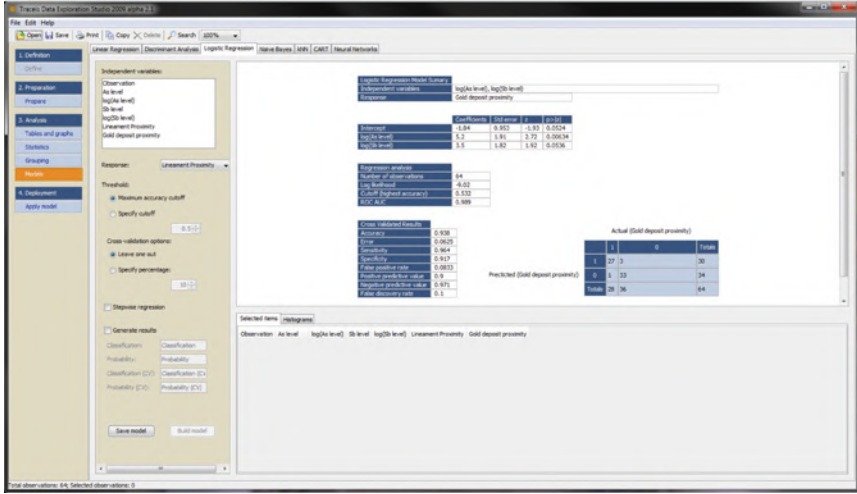 Traceis Data Exploration Studio 2009 alpha 2.1
File Edit Help
Open Save Print Copy Delete Search 100%
1. Definition
Define
2. Preparation
Prepare
3. Analysis
Tables and graphs
Statistics
Grouping
Models
4. Deployment
Apply model
Linear Regression Discriminant Analysis Logistic Regression Naive Bayes kNN CART Neural Networks
Independent variables:
Observation
As level
log(As level)
Sb level
log(Sb level)
Lineament Proximity
Gold deposit proximity
Response: Lineament Proximity
Threshold:
Maximum accuracy cutoff
Specify cutoff
0.5
Cross-validation options:
Leave one out
Specify percentage:
10
Stepwise regression
Generate results
Classification: Classification
Probability: Probability
Classification (CV): Classification (CV
Probability (CV): Probability (CV)
Save model Build model
Logistic Regression Model Sumary
Independent variables log(As level), log(Sb level)
Response Gold deposit proximity
Coefficients Std error z p>|z|
Intercept -1.84 0.953 -1.93 0.0524
log(As level) 5.2 1.91 2.72 0.00634
log(Sb level) 3.5 1.82 1.92 0.0536
Regression analysis
Number of observations 64
Log likelihood -9.02
Cutoff (highest accuracy) 0.532
ROC AUC 0.989
Cross Validated Results
Accuracy 0.938
Error 0.0625
Sensitivity 0.964
Specificity 0.917
False positive rate 0.0833
Positive predictive value 0.9
Negative predictive value 0.971
False discovery rate 0.1
Actual (Gold deposit proximity)
1 0 Totals
1 27 3 30
Predicted (Gold deposit proximity) 0 1 33 34
Totals 28 36 64
Selected items Histograms
Observation As level log(As level) Sb level log(Sb level) Lineament Proximity Gold deposit proximity
Total observations: 64; Selected observations: 0